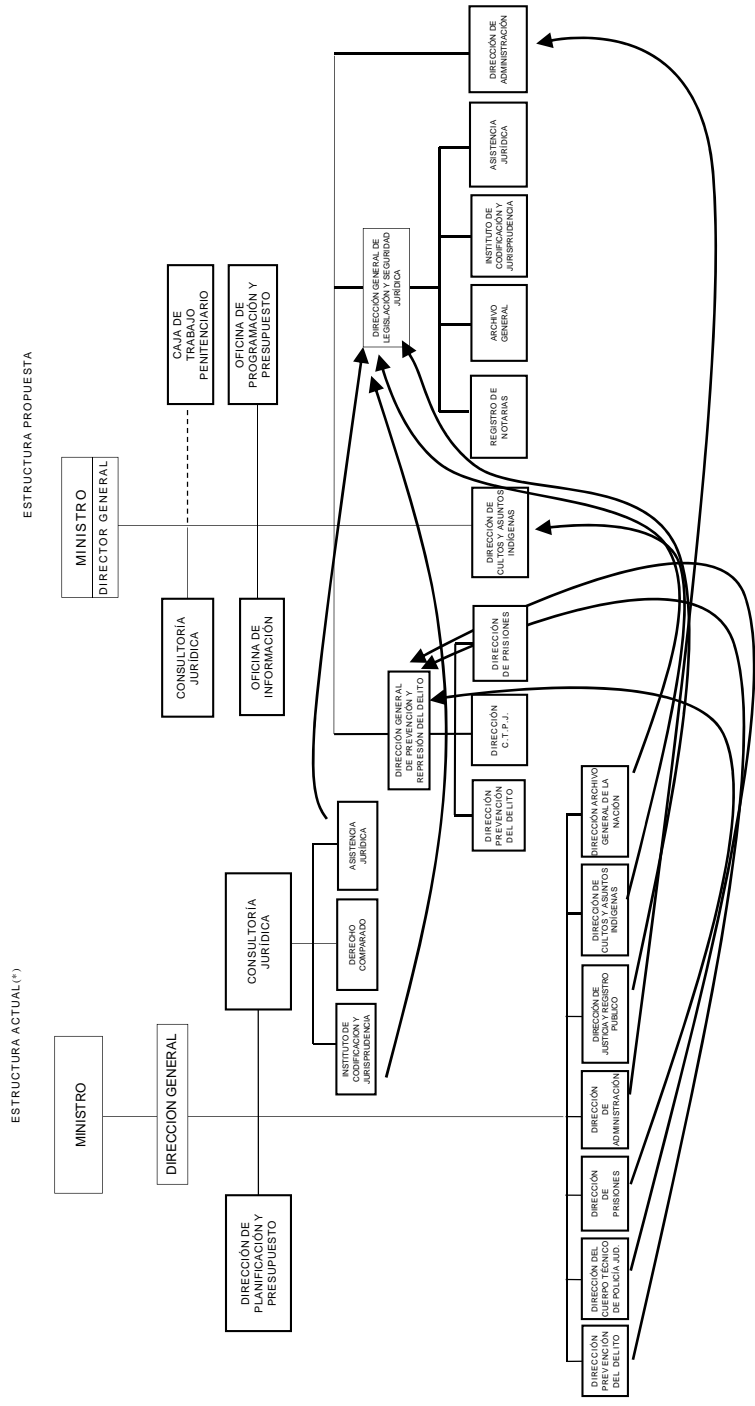 ESTRUCTURA ACTUAL(*)
MINISTRO
DIRECCION GENERAL
DIRECCIÓN DE
PLANIFICACIÓN Y
PRESUPUESTO
CONSULTORÍA
JURÍDICA
INSTITUTO DE
CODIFICACIÓN Y
JURISPRUDENCIA
DERECHO
COMPARADO
ASISTENCIA
JURÍDICA
DIRECCIÓN
PREVENCIÓN
DEL DELITO
DIRECCIÓN DEL
CUERPO TÉCNICO
DE POLICÍA JUD.
DIRECCIÓN
DE
PRISIONES
DIRECCIÓN
DE
ADMINISTRACIÓN
DIRECCIÓN DE
JUSTICIA Y REGISTRO
PUBLICO
DIRECCIÓN DE
CULTOS Y ASUNTOS
INDÍGENAS
DIRECCIÓN ARCHIVO
GENERAL DE LA
NACIÓN
ESTRUCTURA PROPUESTA
MINISTRO
DIRECTOR GENERAL
CONSULTORÍA
JURÍDICA
CAJA DE
TRABAJO
PENITENCIARIO
OFICINA DE
INFORMACIÓN
OFICINA DE
PROGRAMACIÓN Y
PRESUPUESTO
DIRECCIÓN GENERAL
DE PREVENCIÓN Y
REPRESIÓN DEL DELITO
DIRECCIÓN GENERAL DE
LEGISLACIÓN Y SEGURIDAD
JURÍDICA
DIRECCIÓN
PREVENCIÓN
DEL DELITO
DIRECCIÓN
C.T.P.J.
DIRECCIÓN
DE PRISIONES
DIRECCIÓN DE
CULTOS Y ASUNTOS
INDÍGENAS
REGISTRO DE
NOTARIAS
ARCHIVO
GENERAL
INSTITUTO DE
CODIFICACIÓN Y
JURISPRUDENCIA
ASISTENCIA
JURÍDICA
DIRECCIÓN DE
ADMINISTRACIÓN